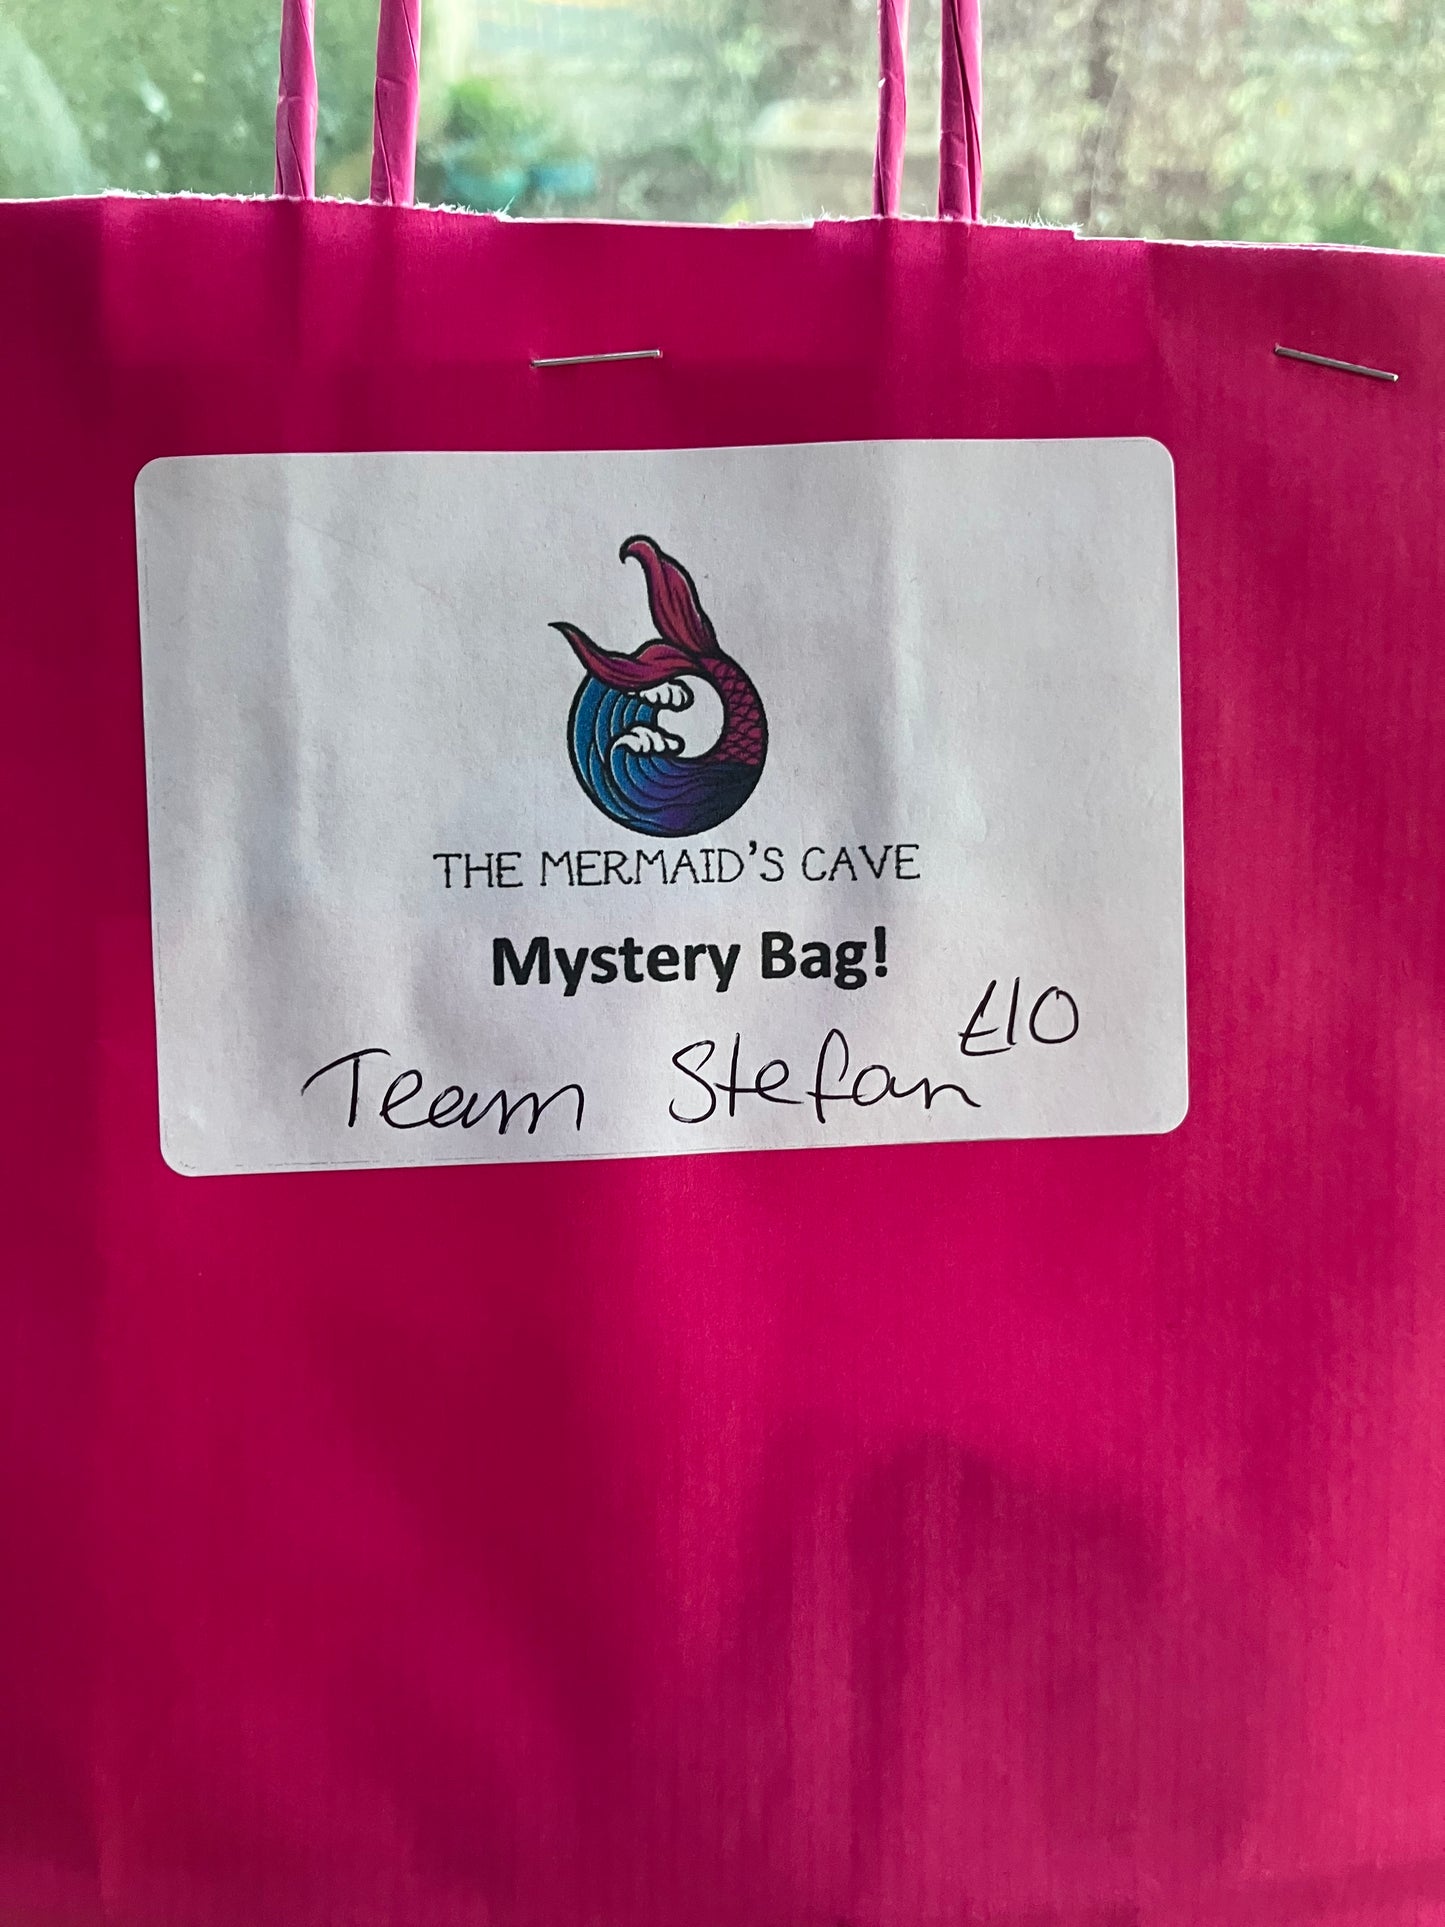 THE MERMAID'S CAVE
Mystery Bag!
£10
Team Stefan